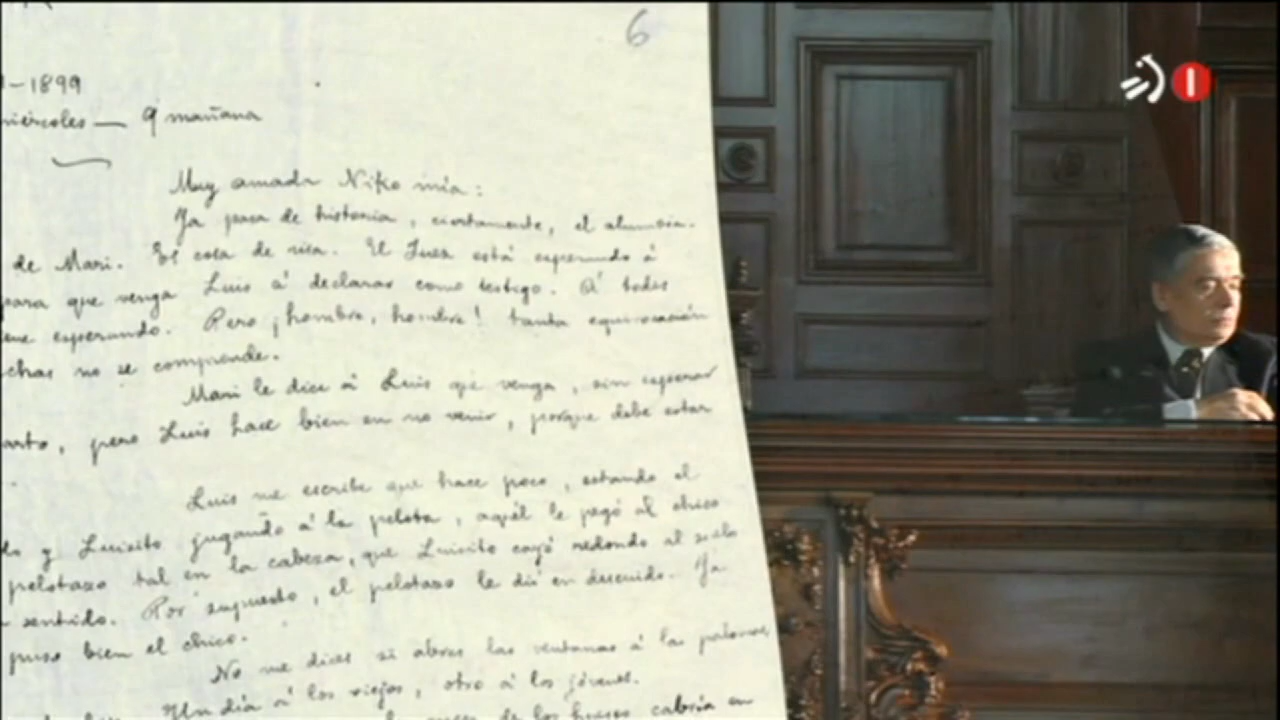 6
-1899
miércoles — 9 mañana
Muy amada Niko mía:
Ya pasa de historia, ciertamente, el
de Mari. Es cosa de risa. El Juez está esperando á
para que venga Luis á declarar como testigo. Á todos
esperando. Pero ¡hombre, hombre! tanta equivocación
no se comprende.
Mari le dice á Luis que venga, sin esperar
, pero Luis hace bien en no venir, porque debe estar
Luis me escribe que hace poco, estando el
y Luisito jugando á la pelota, aquél le pegó al chico
pelotazo tal en la cabeza, que Luisito cayó redondo al suelo
sentido. Por supuesto, el pelotazo le dió en descuido. Ya
puso bien el chico.
No me dices si abres las ventanas á las palomas,
Un día á los viejos, otro á los jóvenes.
de los huesos cabría en